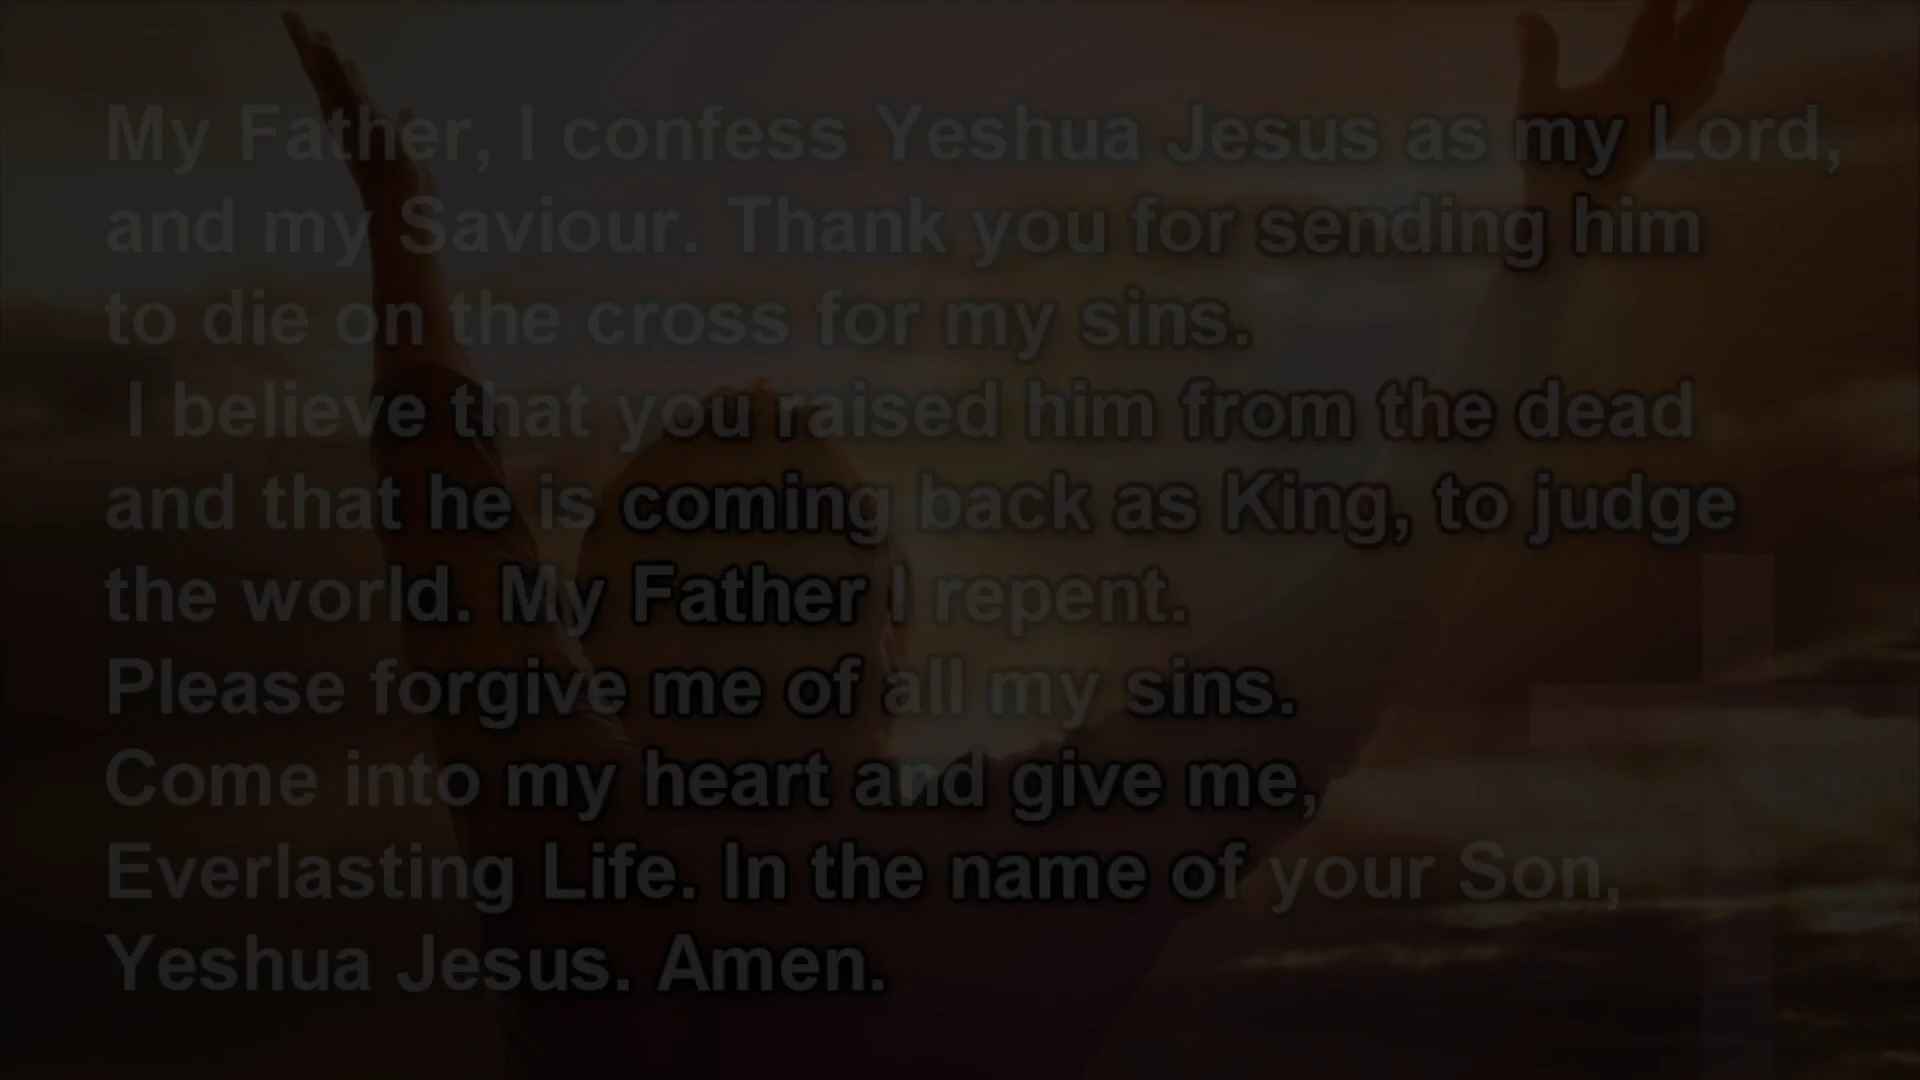 My Father, I confess Yeshua Jesus as my Lord,
and my Saviour. Thank you for sending him
to die on the cross for my sins.
I believe that you raised him from the dead
and that he is coming back as King, to judge
the world. My Father I repent.
Please forgive me of all my sins.
Come into my heart and give me,
Everlasting Life. In the name of your Son,
Yeshua Jesus. Amen.